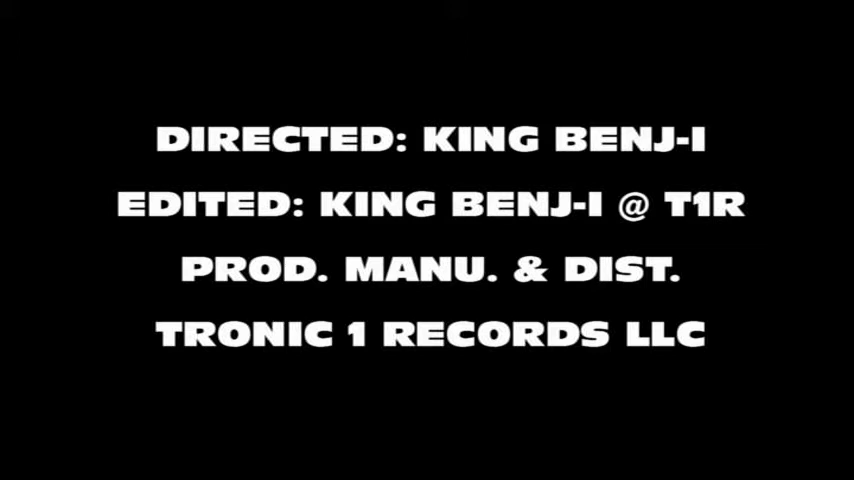 DIRECTED: KING BENJ-I
EDITED: KING BENJ-I @ T1R
PROD. MANU. & DIST.
TRONIC 1 RECORDS LLC